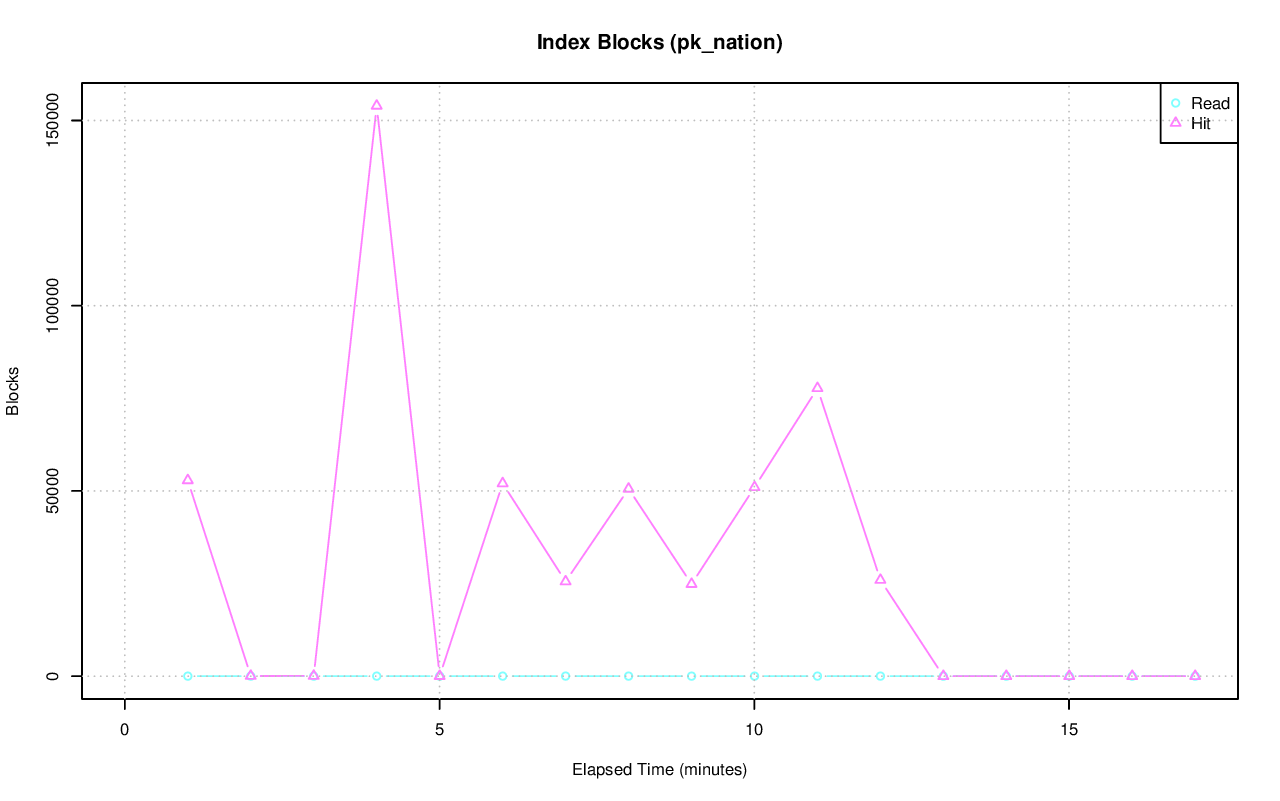 Index Blocks (pk_nation)
Read
Hit
150000
100000
50000
0
Blocks
0
5
10
15
Elapsed Time (minutes)